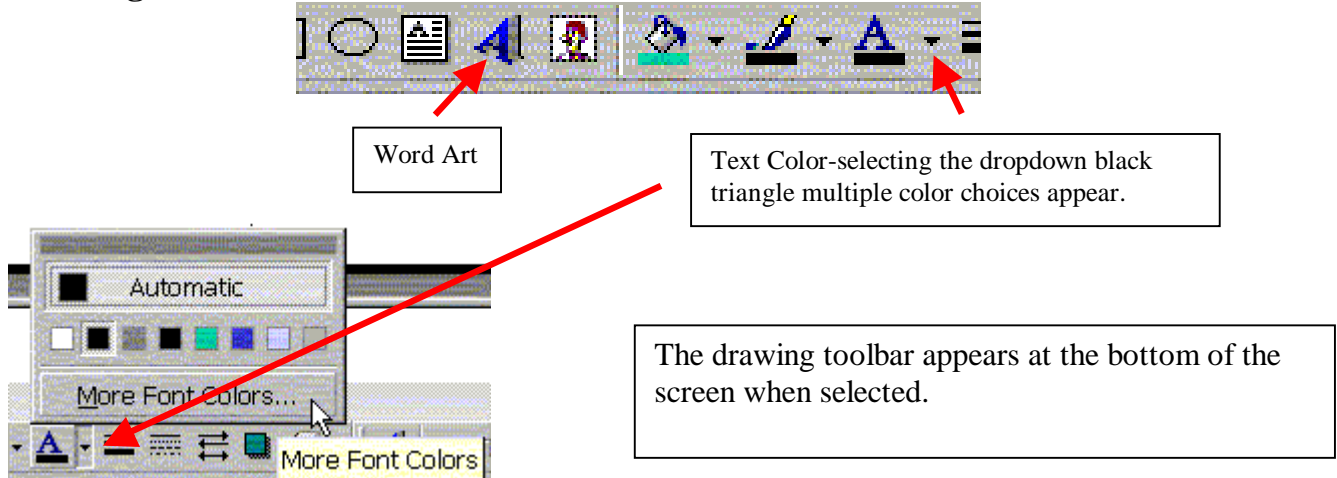 Word Art
Text Color-selecting the dropdown black
triangle multiple color choices appear.
Automatic
More Font Colors...
More Font Colors
The drawing toolbar appears at the bottom of the
screen when selected.